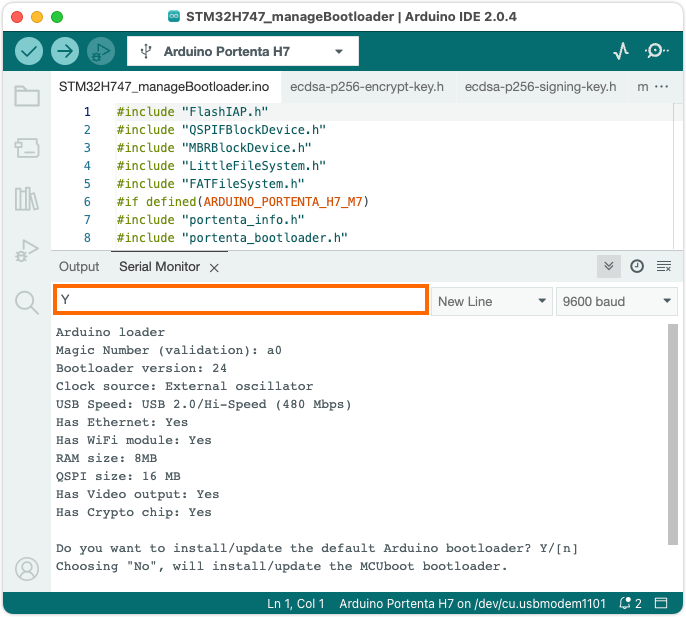 STM32H747_manageBootloader | Arduino IDE 2.0.4
Arduino Portenta H7
STM32H747_manageBootloader.ino ecdsa-p256-encrypt-key.h ecdsa-p256-signing-key.h m ···
1 #include "FlashIAP.h"
2 #include "QSPIFBlockDevice.h"
3 #include "MBRBlockDevice.h"
4 #include "LittleFileSystem.h"
5 #include "FATFileSystem.h"
6 #if defined(ARDUINO_PORTENTA_H7_M7)
7 #include "portenta_info.h"
8 #include "portenta_bootloader.h"
Output Serial Monitor
Y New Line 9600 baud
Arduino loader
Magic Number (validation): a0
Bootloader version: 24
Clock source: External oscillator
USB Speed: USB 2.0/Hi-Speed (480 Mbps)
Has Ethernet: Yes
Has WiFi module: Yes
RAM size: 8MB
QSPI size: 16 MB
Has Video output: Yes
Has Crypto chip: Yes
Do you want to install/update the default Arduino bootloader? Y/[n]
Choosing "No", will install/update the MCUboot bootloader.
Ln 1, Col 1 Arduino Portenta H7 on /dev/cu.usbmodem1101 2